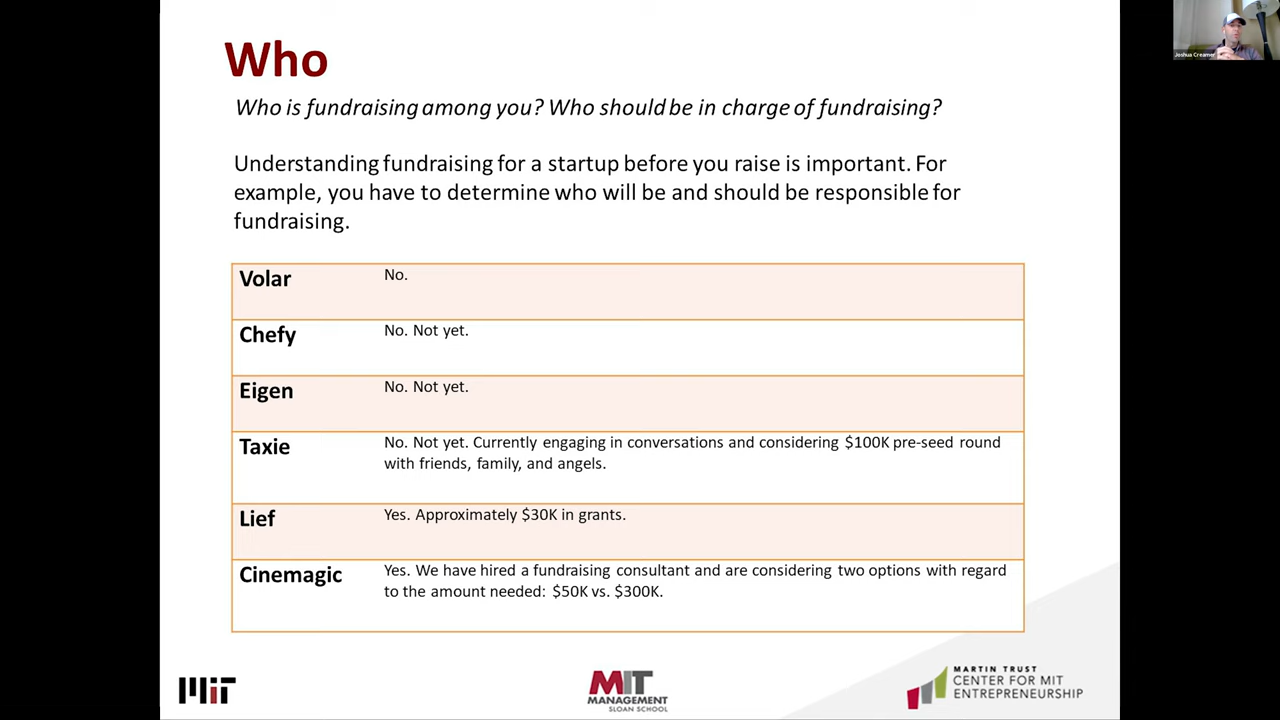 Who
Who is fundraising among you? Who should be in charge of fundraising?
Understanding fundraising for a startup before you raise is important. For
example, you have to determine who will be and should be responsible for
fundraising.
Volar No.
Chefy No. Not yet.
Eigen No. Not yet.
Taxie No. Not yet. Currently engaging in conversations and considering $100K pre-seed round
with friends, family, and angels.
Lief Yes. Approximately $30K in grants.
Cinemagic Yes. We have hired a fundraising consultant and are considering two options with regard
to the amount needed: $50K vs. $300K.
MIT
MIT
MANAGEMENT
SLOAN SCHOOL
MARTIN TRUST
CENTER FOR MIT
ENTREPRENEURSHIP
Joshua Creamer